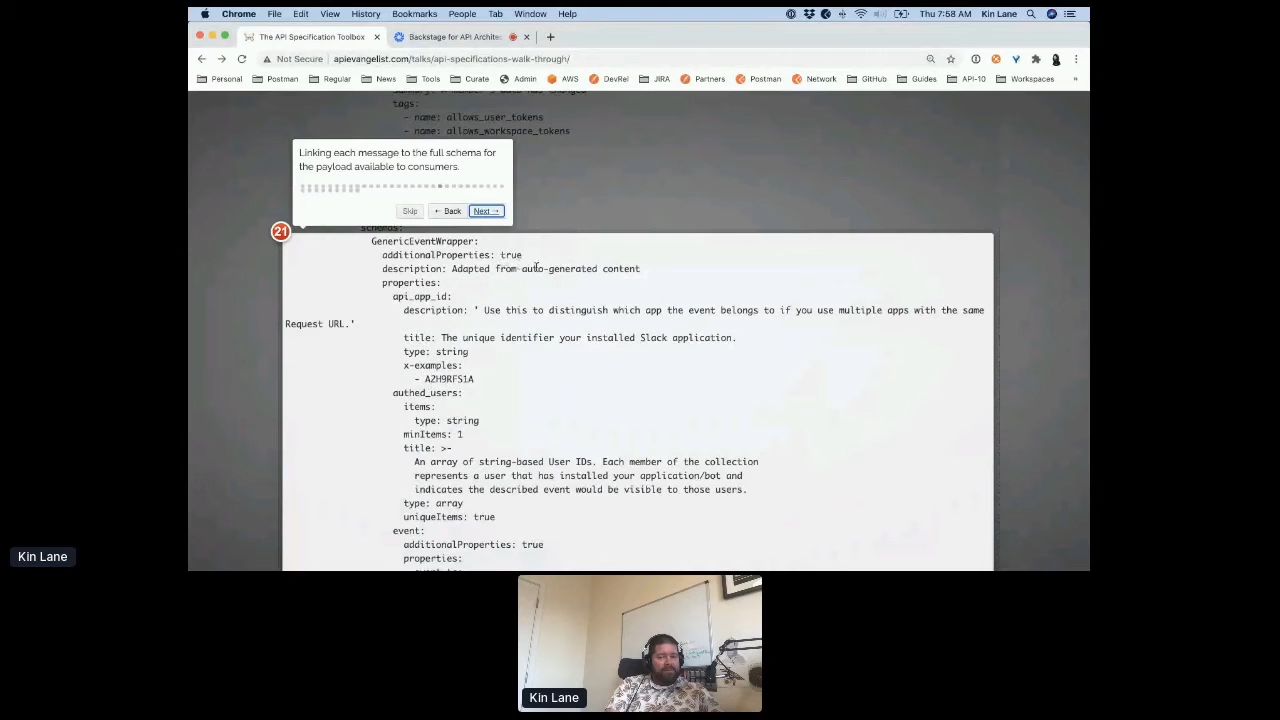 Chrome File Edit View History Bookmarks People Tab Window Help Thu 7:58 AM Kin Lane
The API Specification Toolbox Backstage for API Archite
Not Secure apievangelist.com/talks/api-specifications-walk-through/
Personal Postman Regular News Tools Curate Admin AWS DevRel JIRA Partners Postman Network GitHub Guides API-10 Workspaces »
tags:
- name: allows_user_tokens
- name: allows_workspace_tokens
Linking each message to the full schema for
the payload available to consumers.
Skip ← Back Next →
21
schemas:
GenericEventWrapper:
additionalProperties: true
description: Adapted from auto-generated content
properties:
api_app_id:
description: ' Use this to distinguish which app the event belongs to if you use multiple apps with the same
Request URL.'
title: The unique identifier your installed Slack application.
type: string
x-examples:
- A2H9RFS1A
authed_users:
items:
type: string
minItems: 1
title: >-
An array of string-based User IDs. Each member of the collection
represents a user that has installed your application/bot and
indicates the described event would be visible to those users.
type: array
uniqueItems: true
event:
additionalProperties: true
properties:
Kin Lane
Kin Lane